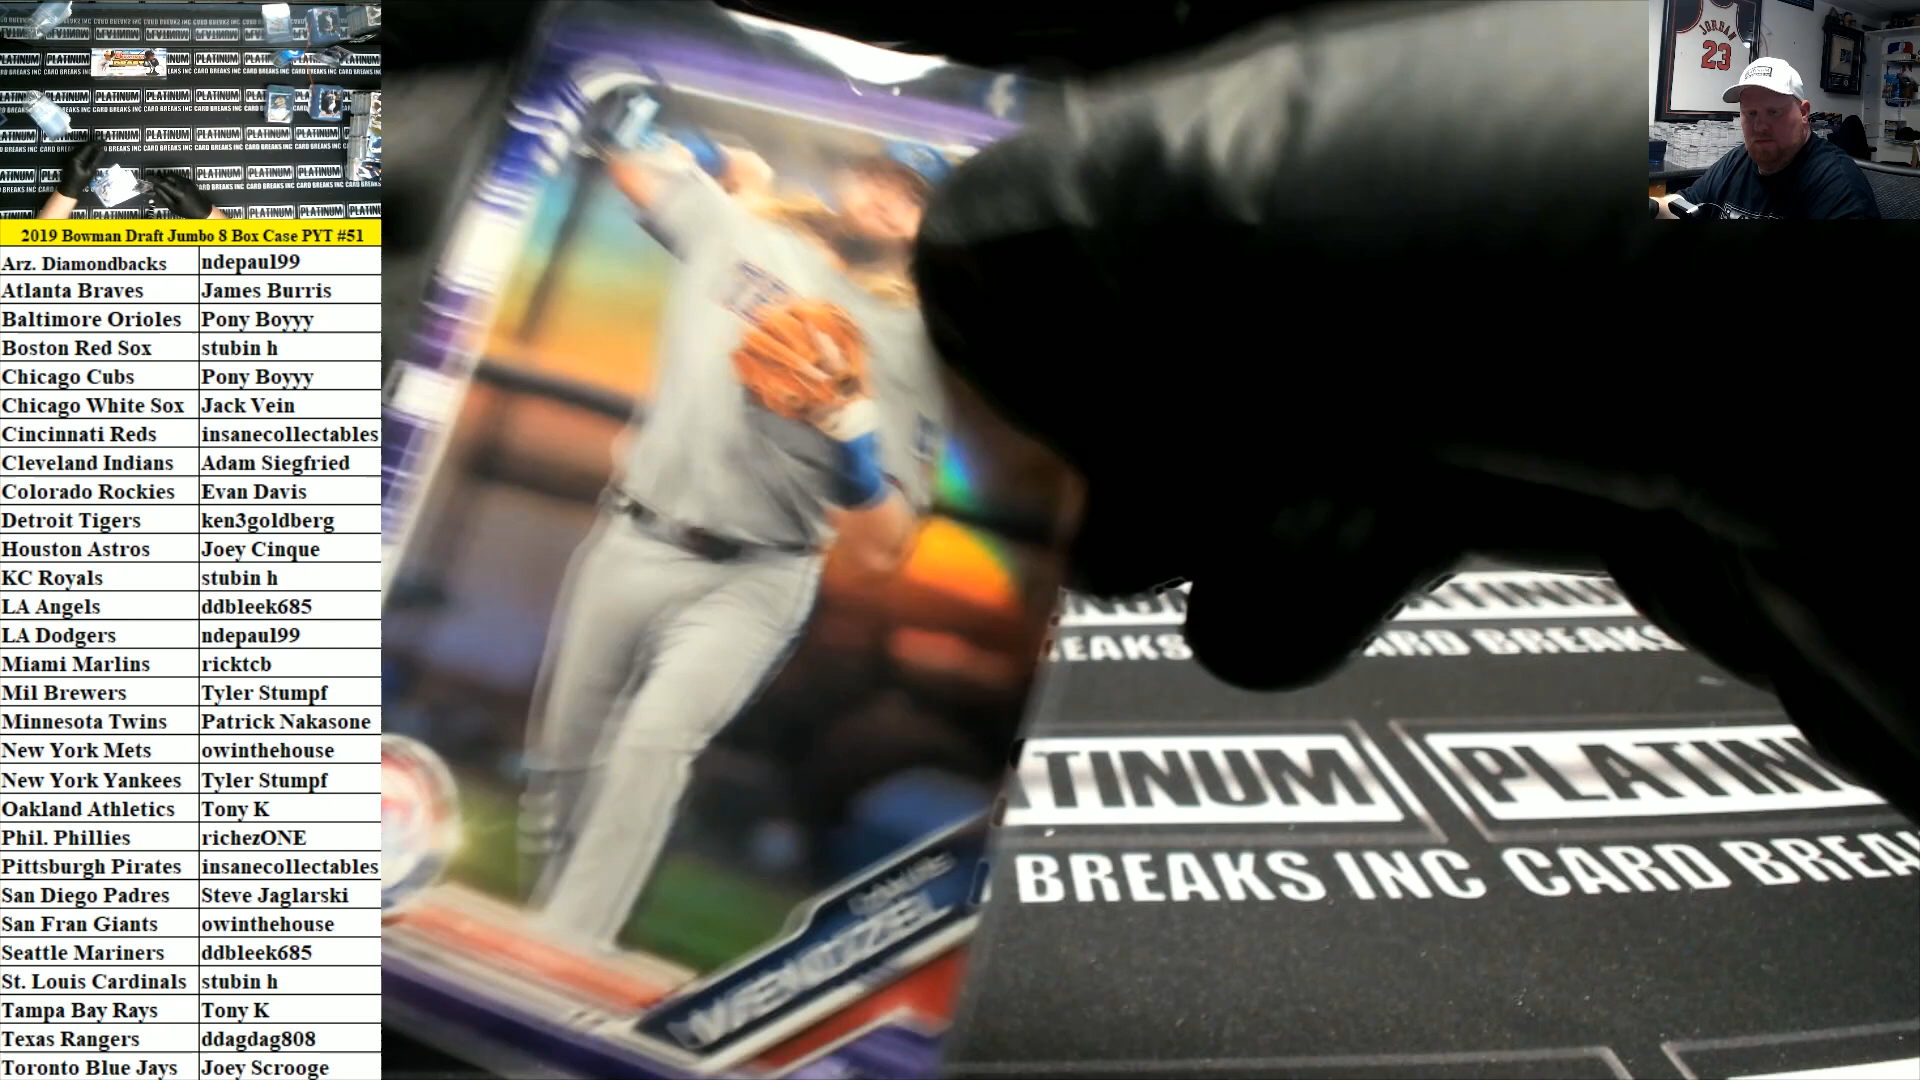 2019 Bowman Draft Jumbo 8 Box Case PYT #51
Arz. Diamondbacks ndepaul99
Atlanta Braves James Burris
Baltimore Orioles Pony Boyyy
Boston Red Sox stubin h
Chicago Cubs Pony Boyyy
Chicago White Sox Jack Vein
Cincinnati Reds insanecollectables
Cleveland Indians Adam Siegfried
Colorado Rockies Evan Davis
Detroit Tigers ken3goldberg
Houston Astros Joey Cinque
KC Royals stubin h
LA Angels ddbleek685
LA Dodgers ndepaul99
Miami Marlins ricktcb
Mil Brewers Tyler Stumpf
Minnesota Twins Patrick Nakasone
New York Mets owinthehouse
New York Yankees Tyler Stumpf
Oakland Athletics Tony K
Phil. Phillies richezONE
Pittsburgh Pirates insanecollectables
San Diego Padres Steve Jaglarski
San Fran Giants owinthehouse
Seattle Mariners ddbleek685
St. Louis Cardinals stubin h
Tampa Bay Rays Tony K
Texas Rangers ddagdag808
Toronto Blue Jays Joey Scrooge
WENDZEL
JORDAN
23
EAKS ARD BREAKS
TINUM PLATIN
BREAKS INC CARD BREA